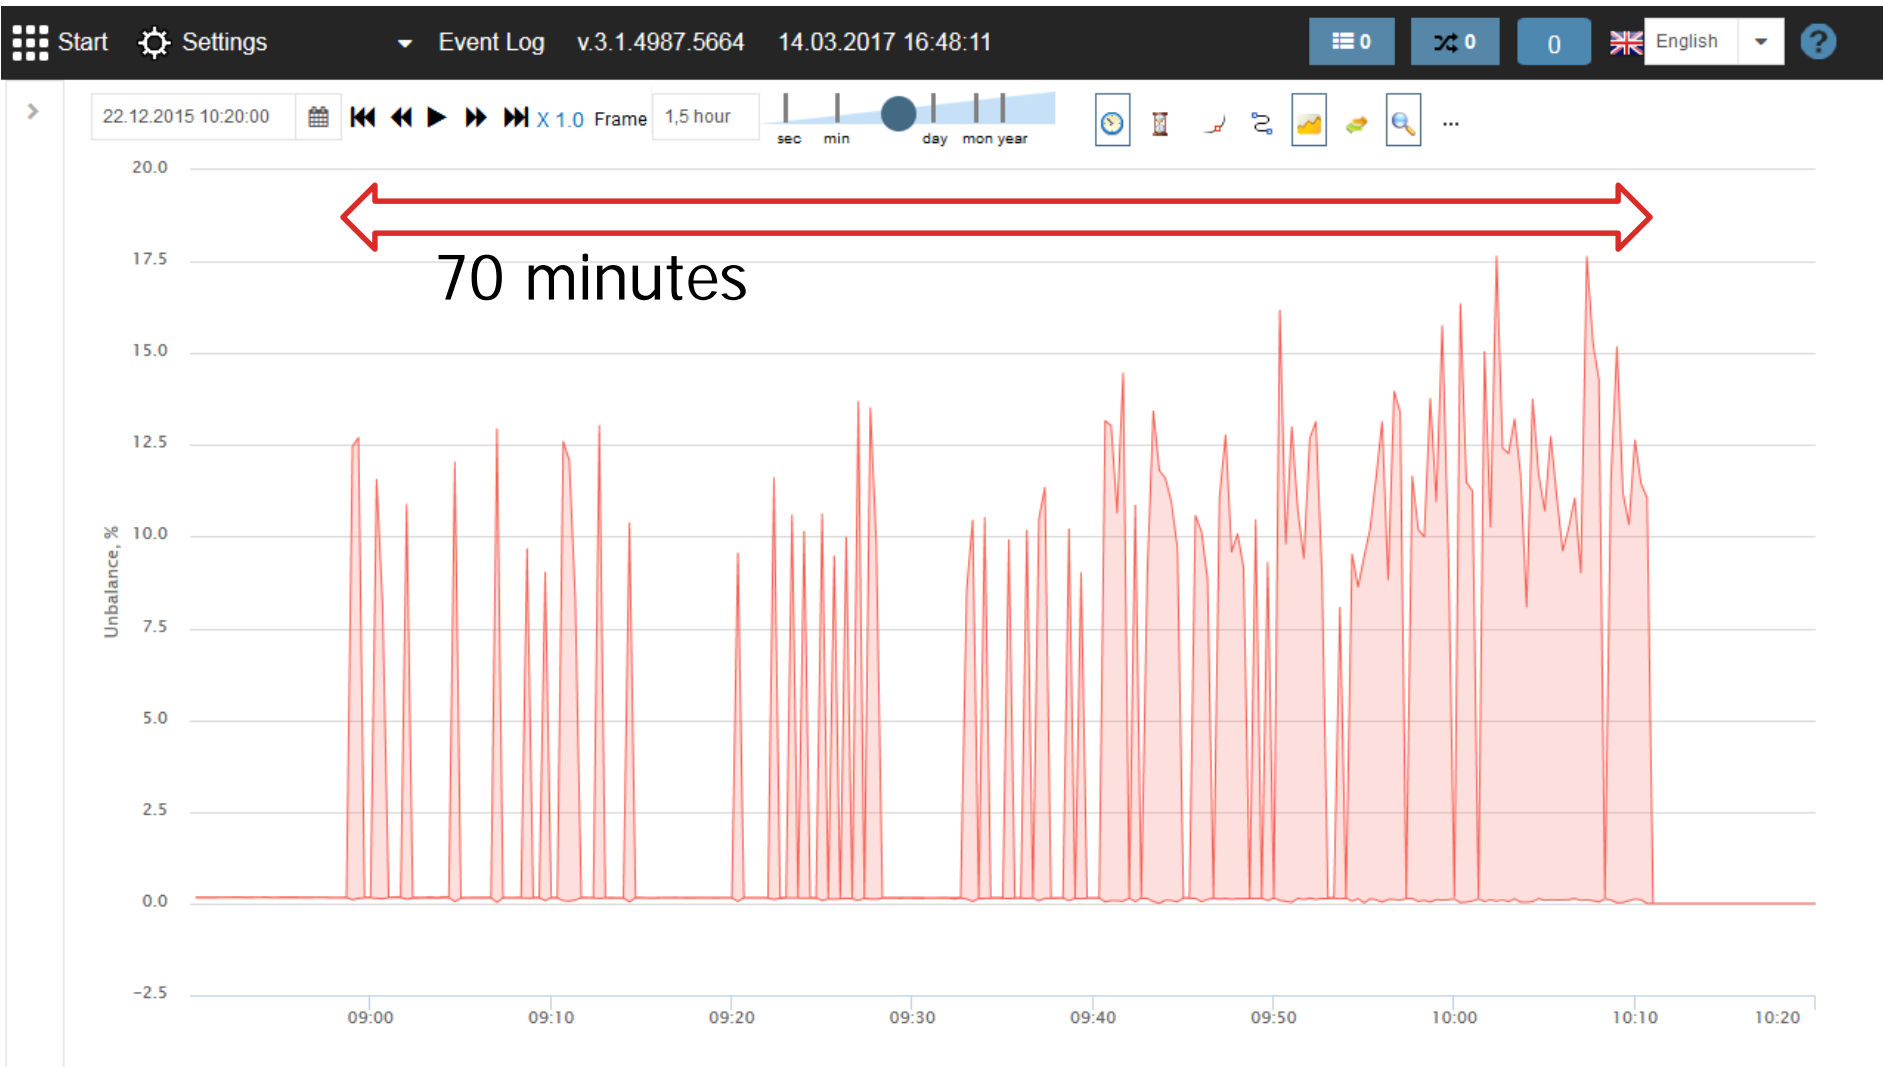 Start Settings Event Log v.3.1.4987.5664 14.03.2017 16:48:11 0 0 0 English ?
22.12.2015 10:20:00 X 1.0 Frame 1,5 hour sec min day mon year ...
20.0
70 minutes
17.5
15.0
12.5
10.0
7.5
5.0
2.5
0.0
-2.5
Unbalance, %
09:00 09:10 09:20 09:30 09:40 09:50 10:00 10:10 10:20